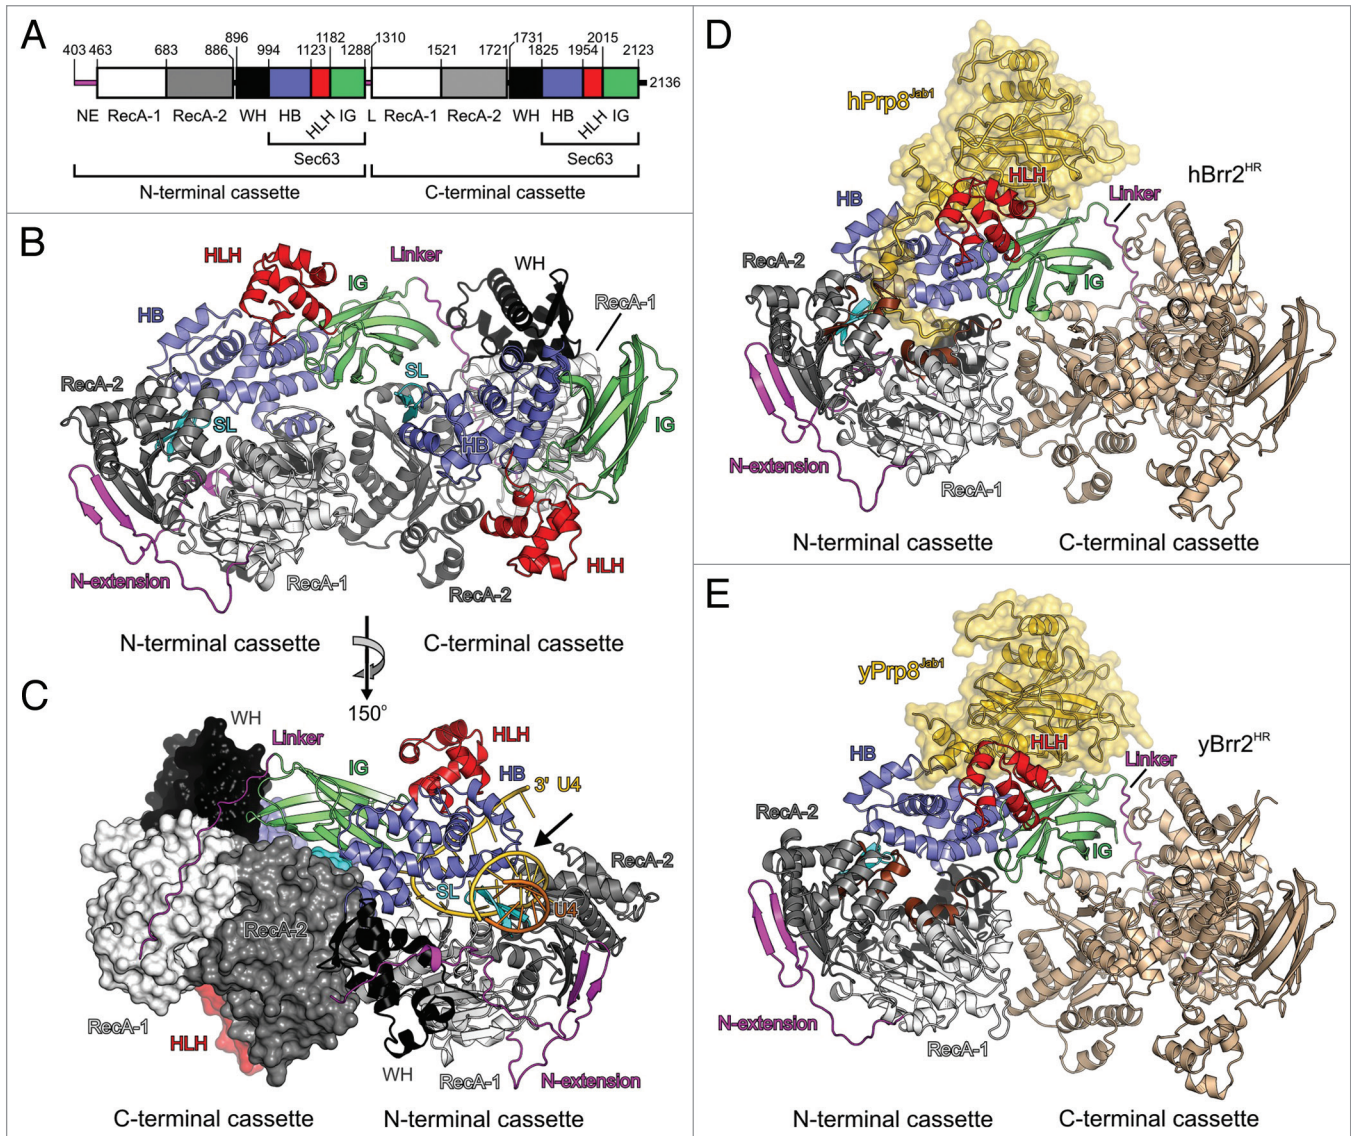 A
896
1182
1310
1731
2015
403 463
683
886
994
1123
1288
1521
1721
1825
1954
2123
2136
NE RecA-1 RecA-2 WH HB HLH IG L RecA-1 RecA-2 WH HB HLH IG
Sec63
Sec63
N-terminal cassette
C-terminal cassette
B
HLH
IG
Linker
WH
RecA-1
HB
RecA-2
SL
SL
HB
IG
N-extension
RecA-1
RecA-2
HLH
N-terminal cassette
C-terminal cassette
150°
C
WH
Linker
IG
HLH
HB
3' U4
RecA-2
SL
U4
RecA-2
RecA-1
HLH
WH
RecA-1
N-extension
C-terminal cassette
N-terminal cassette
D
hPrp8Jab1
HLH
Linker
hBrr2HR
HB
RecA-2
IG
N-extension
RecA-1
N-terminal cassette
C-terminal cassette
E
yPrp8Jab1
HLH
Linker
yBrr2HR
HB
RecA-2
IG
N-extension
RecA-1
N-terminal cassette
C-terminal cassette